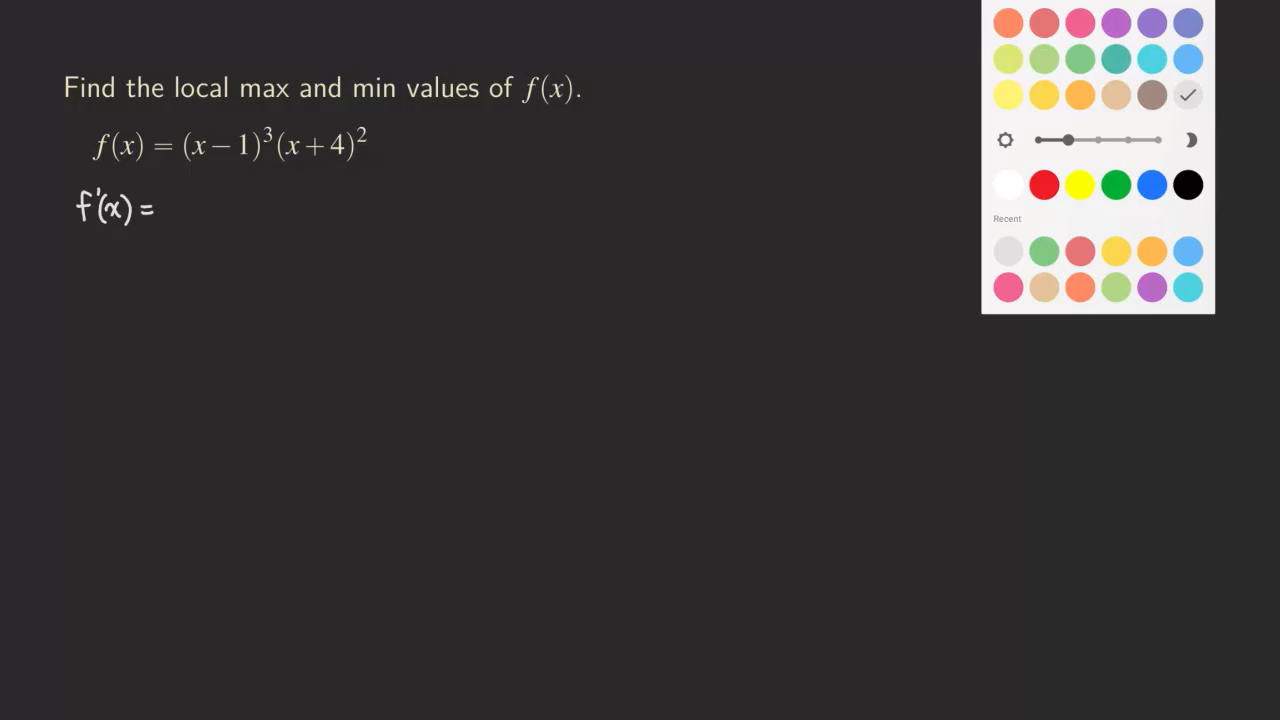 Find the local max and min values of f(x).
f(x) = (x − 1)³(x + 4)²
f'(x) =
Recent